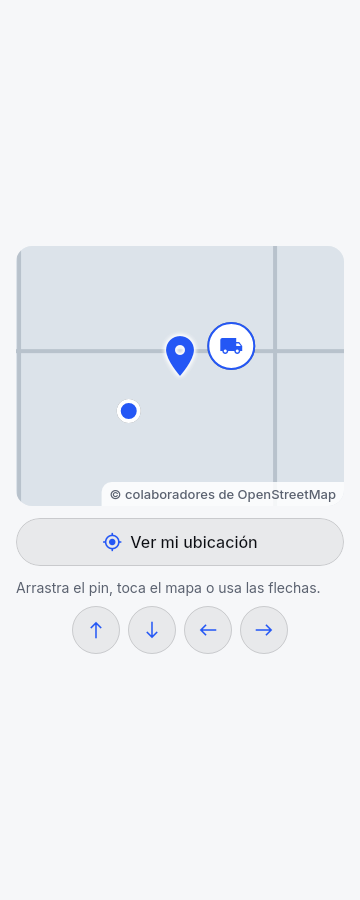 © colaboradores de OpenStreetMap
Ver mi ubicación
Arrastra el pin, toca el mapa o usa las flechas.